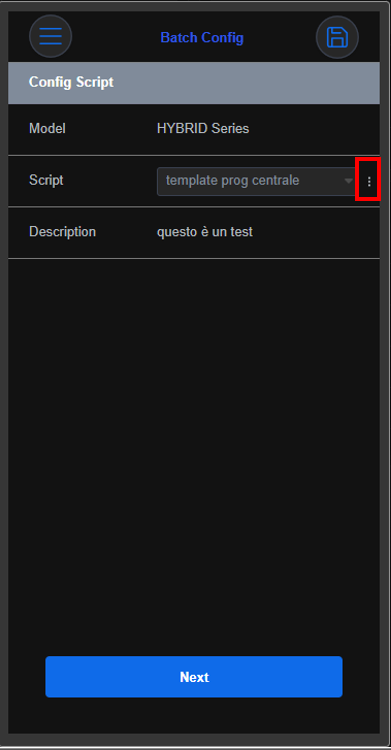 Batch Config
Config Script
Model HYBRID Series
Script template prog centrale
Description questo è un test
Next